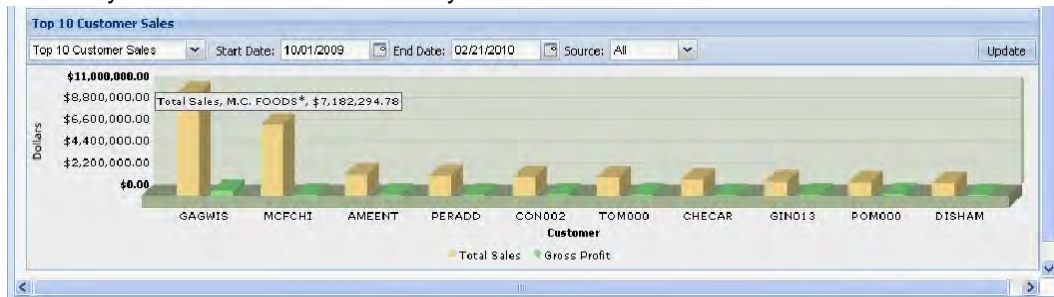 Top 10 Customer Sales
Top 10 Customer Sales Start Date: 10/01/2009 End Date: 02/21/2010 Source: All Update
$11,000,000.00
$8,800,000.00
Total Sales, M.C. FOODS*, $7,182,294.78
$6,600,000.00
$4,400,000.00
$2,200,000.00
$0.00
Dollars
GAGWIS MCFCHI AMEENT PERADD CON002 TOM000 CHECAR GIN013 POM000 DISHAM
Customer
Total Sales Gross Profit